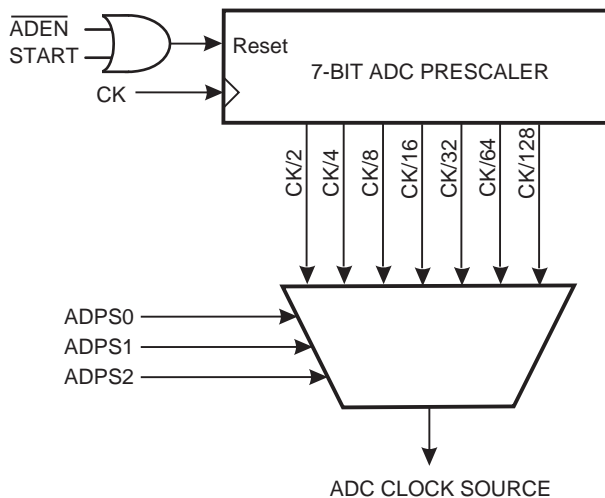 ADEN
START
Reset
7-BIT ADC PRESCALER
CK
CK/2
CK/4
CK/8
CK/16
CK/32
CK/64
CK/128
ADPS0
ADPS1
ADPS2
ADC CLOCK SOURCE